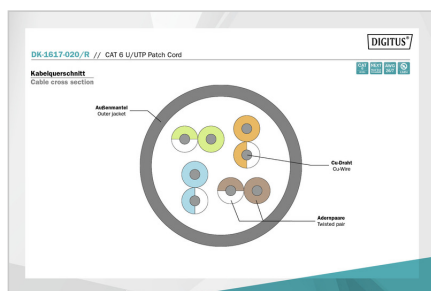 DIGITUS®
DK-1617-020/R // CAT 6 U/UTP Patch Cord
Kabelquerschnitt
Cable cross section
Außenmantel
Outer jacket
Cu-Draht
Cu-Wire
Adernpaare
Twisted pair